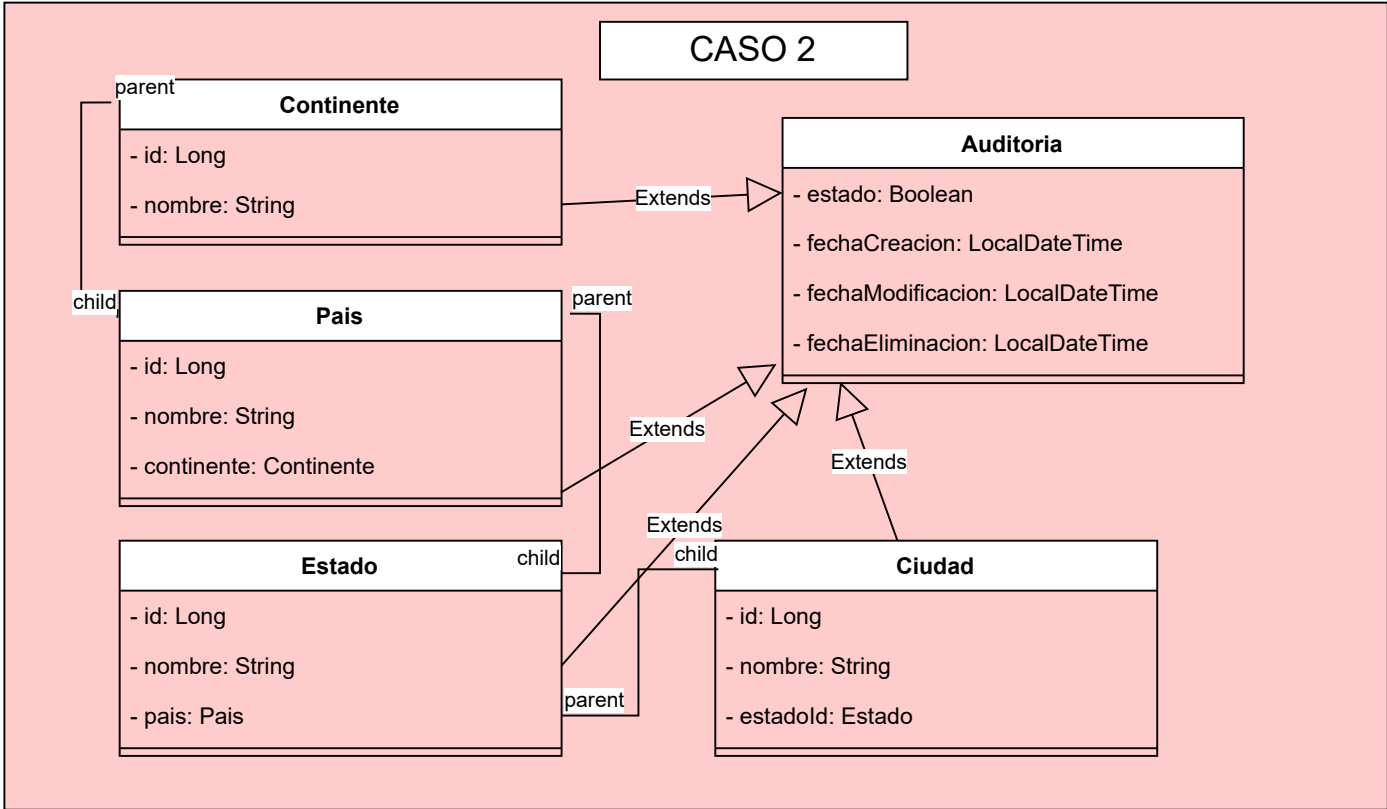 CASO 2
parent
Continente
- id: Long
- nombre: String
Extends
Auditoria
- estado: Boolean
- fechaCreacion: LocalDateTime
- fechaModificacion: LocalDateTime
- fechaEliminacion: LocalDateTime
child
Pais
parent
- id: Long
- nombre: String
- continente: Continente
Extends
Extends
Extends
Estado
child
- id: Long
- nombre: String
- pais: Pais
parent
child
Ciudad
- id: Long
- nombre: String
- estadoId: Estado